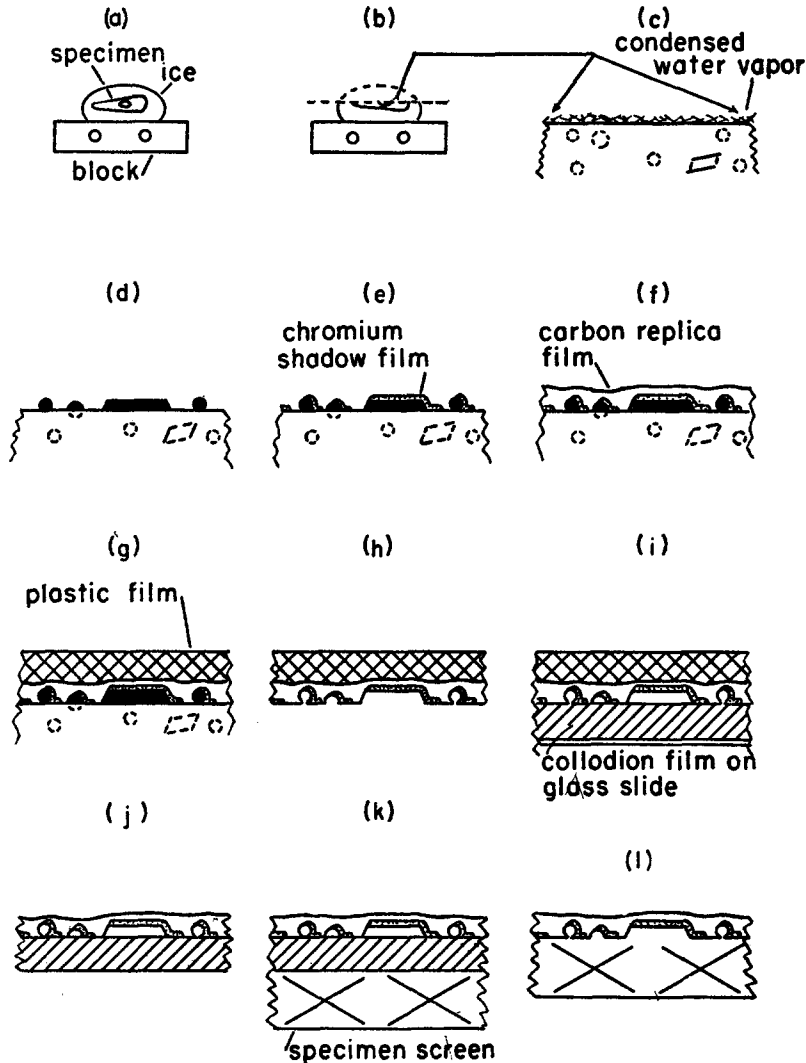 (a)
(b)
(c)
specimen
ice
block
condensed
water vapor
(d)
(e)
(f)
chromium
shadow film
carbon replica
film
(g)
(h)
(i)
plastic film
collodion film on
glass slide
(j)
(k)
(l)
specimen screen